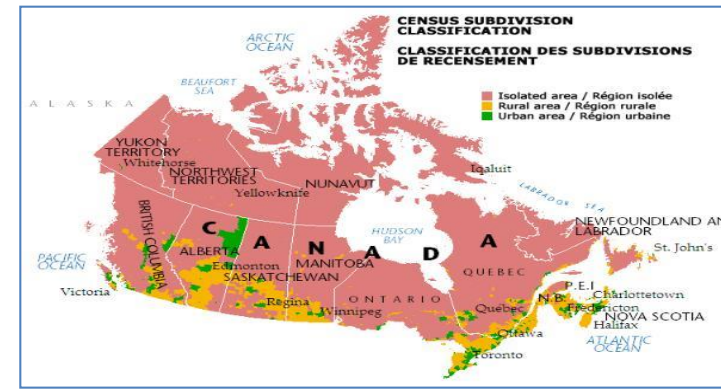 CENSUS SUBDIVISION
CLASSIFICATION
CLASSIFICATION DES SUBDIVISIONS
DE RECENSEMENT
Isolated area / Région isolée
Rural area / Région rurale
Urban area / Région urbaine
ARCTIC
OCEAN
BEAUFORT
SEA
ALASKA
YUKON
TERRITORY
Whitehorse
NORTHWEST
TERRITORIES
Yellowknife
NUNAVUT
Iqaluit
LABRADOR SEA
HUDSON
BAY
CANADA
NEWFOUNDLAND AN
LABRADOR
St. John's
BRITISH COLUMBIA
ALBERTA
Edmonton
SASKATCHEWAN
MANITOBA
PACIFIC
OCEAN
Victoria
Regina
Winnipeg
ONTARIO
QUEBEC
Québec
Ottawa
Toronto
P.E.I
N.B.
Charlottetown
Fredericton
NOVA SCOTIA
Halifax
ATLANTIC
OCEAN